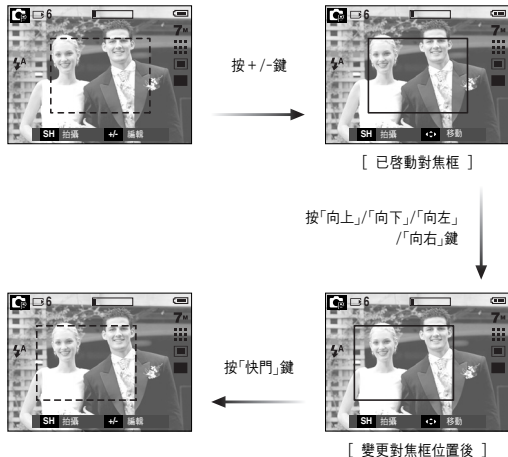 6
7M
A
SH 拍攝 +/- 編輯
按+/-鍵
6
7M
A
SH 拍攝 移動
[ 已啓動對焦框 ]
按「向上」/「向下」/「向左」
/「向右」鍵
6
7M
A
SH 拍攝 +/- 編輯
按「快門」鍵
6
7M
A
SH 拍攝 移動
[ 變更對焦框位置後 ]